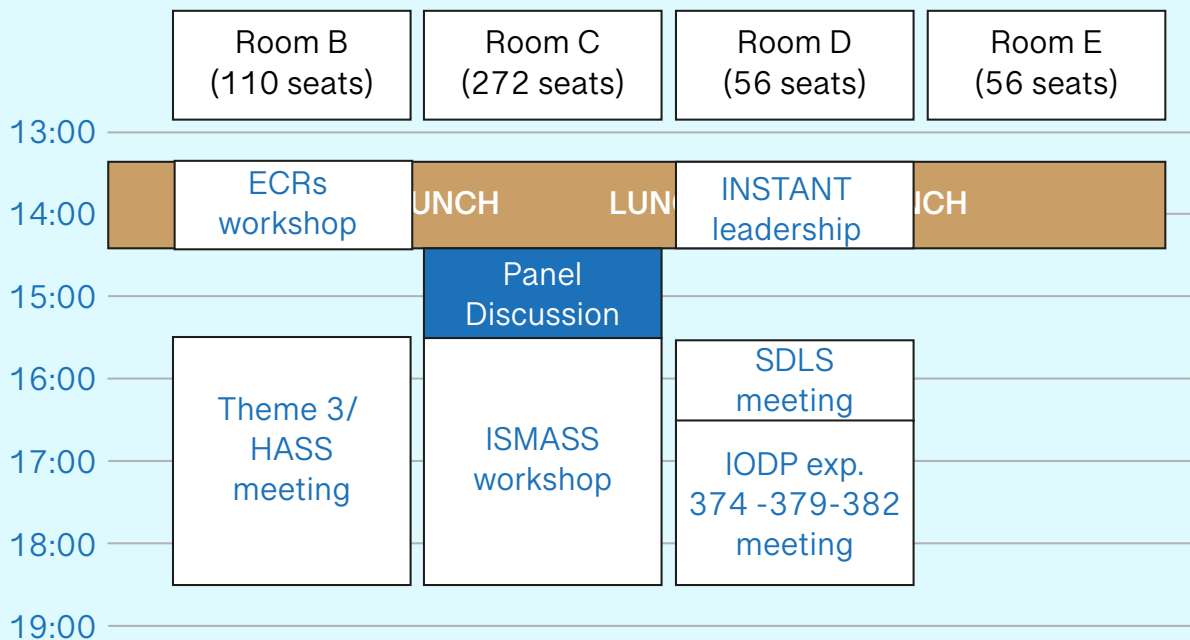 Room B
(110 seats)
Room C
(272 seats)
Room D
(56 seats)
Room E
(56 seats)
13:00
ECRs
workshop
UNCH
LUN
INSTANT
leadership
NCH
14:00
Panel
Discussion
15:00
Theme 3/
HASS
meeting
ISMASS
workshop
SDLS
meeting
16:00
IODP exp.
374 -379-382
meeting
17:00
18:00
19:00